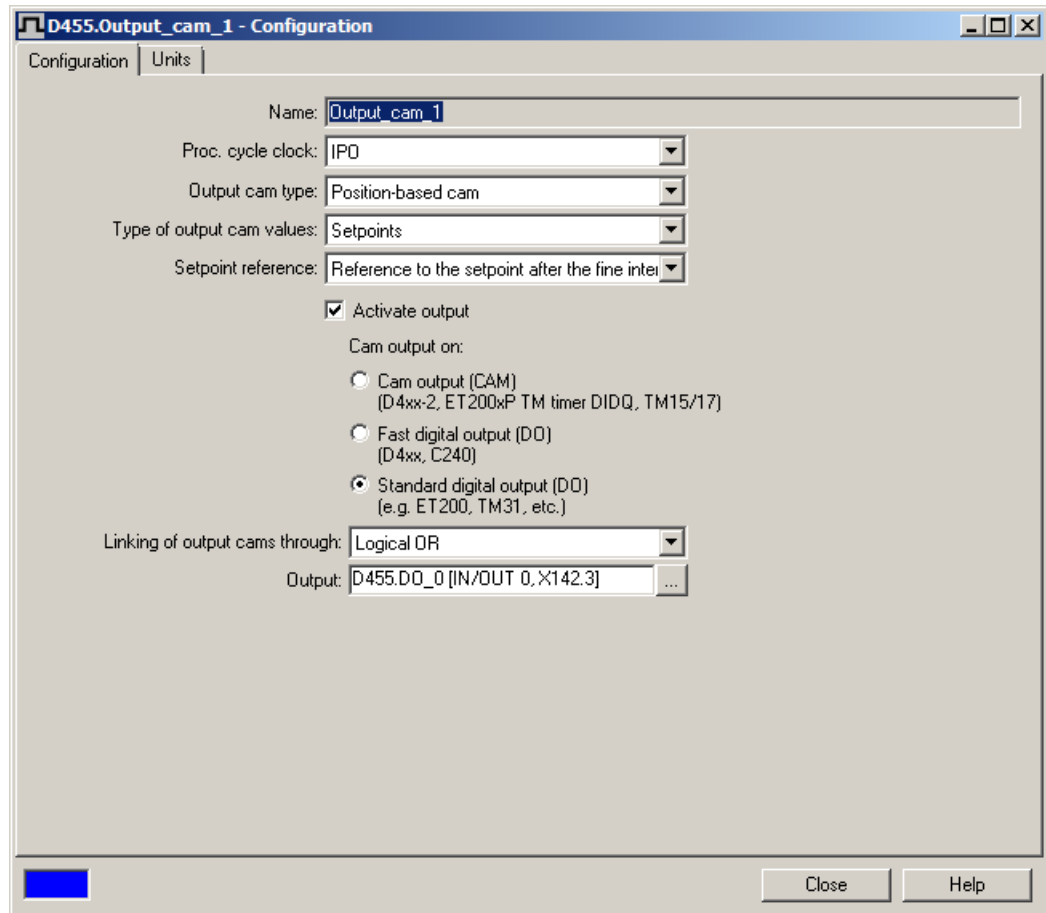 D455.Output_cam_1 - Configuration
Configuration Units
Name: Output_cam_1
Proc. cycle clock: IPO
Output cam type: Position-based cam
Type of output cam values: Setpoints
Setpoint reference: Reference to the setpoint after the fine inter
Activate output
Cam output on:
Cam output (CAM)
(D4xx-2, ET200xP TM timer DIDQ, TM15/17)
Fast digital output (DO)
(D4xx, C240)
Standard digital output (DO)
(e.g. ET200, TM31, etc.)
Linking of output cams through: Logical OR
Output: D455.DO_0 [IN/OUT 0, X142.3] ...
Close Help